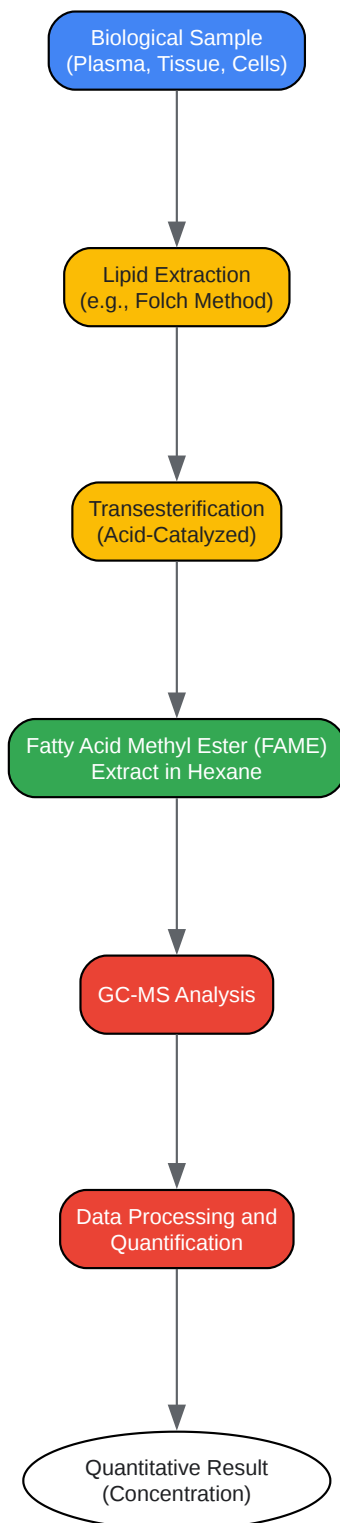 Biological Sample
(Plasma, Tissue, Cells)
Lipid Extraction
(e.g., Folch Method)
Transesterification
(Acid-Catalyzed)
Fatty Acid Methyl Ester (FAME)
Extract in Hexane
GC-MS Analysis
Data Processing and
Quantification
Quantitative Result
(Concentration)